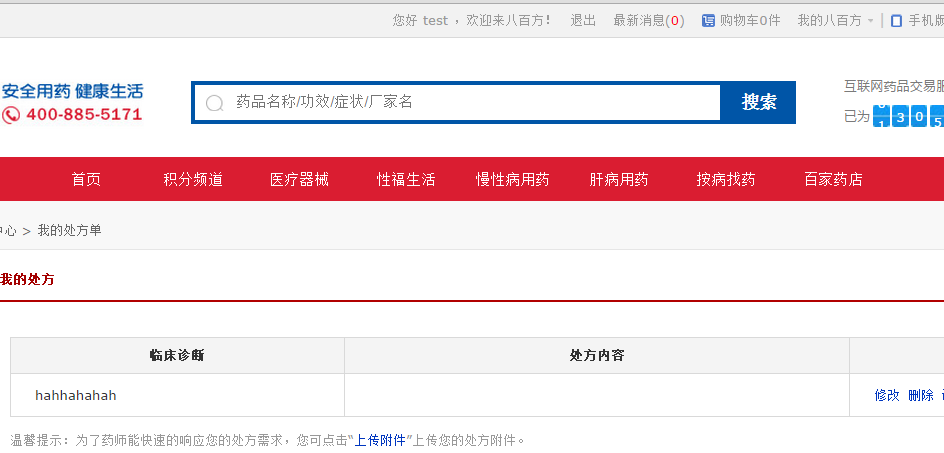 您好 test ，欢迎来八百方！ 退出 最新消息(0) 购物车0件 我的八百方 | 手机版
安全用药 健康生活
400-885-5171
药品名称/功效/症状/厂家名
搜索
互联网药品交易服
已为 1 3 0 5
首页 积分频道 医疗器械 性福生活 慢性病用药 肝病用药 按病找药 百家药店
中心 > 我的处方单
我的处方
临床诊断 处方内容
hahhahahah 修改 删除
温馨提示：为了药师能快速的响应您的处方需求，您可点击“上传附件”上传您的处方附件。